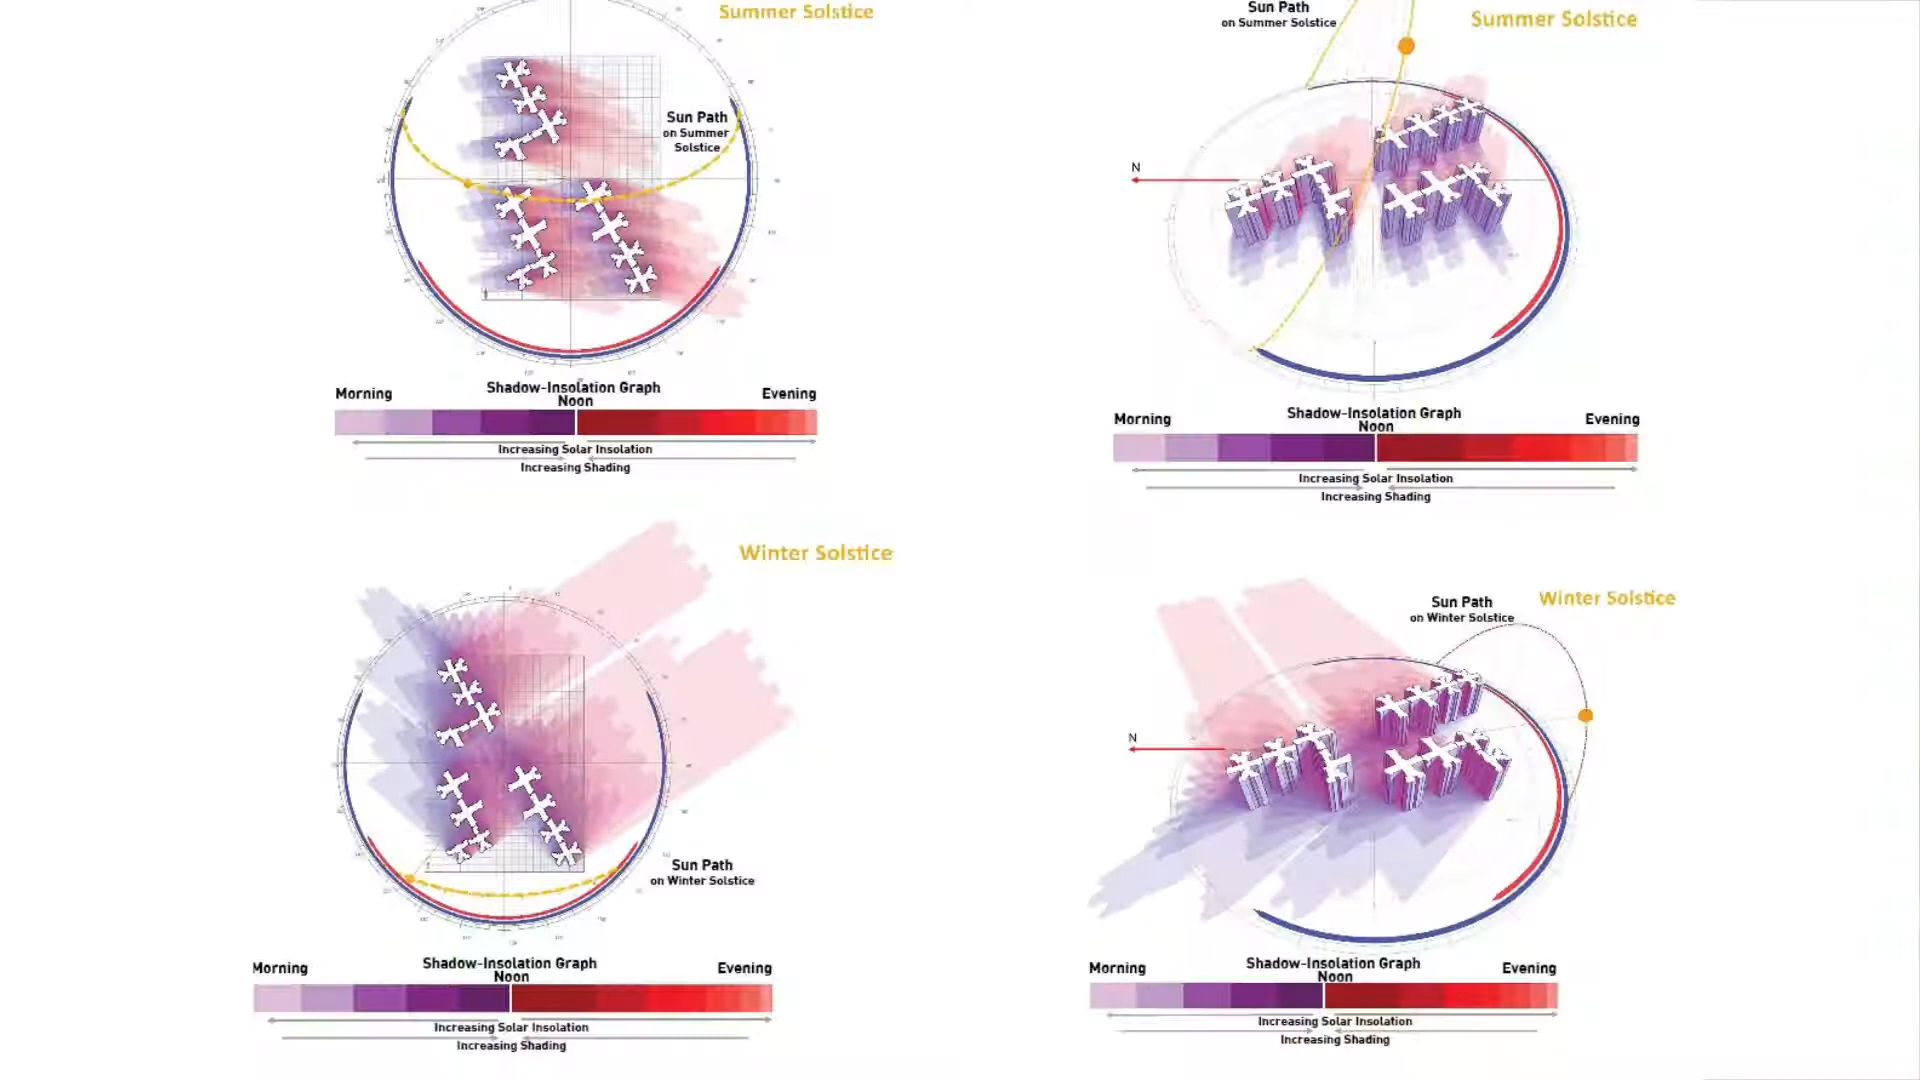 Summer Solstice
Sun Path
on Summer
Solstice
Morning
Shadow-Insolation Graph
Noon
Evening
Increasing Solar Insolation
Increasing Shading
Sun Path
on Summer Solstice
Summer Solstice
N
Morning
Shadow-Insolation Graph
Noon
Evening
Increasing Solar Insolation
Increasing Shading
Winter Solstice
Sun Path
on Winter Solstice
Morning
Shadow-Insolation Graph
Noon
Evening
Increasing Solar Insolation
Increasing Shading
Sun Path
on Winter Solstice
Winter Solstice
N
Morning
Shadow-Insolation Graph
Noon
Evening
Increasing Solar Insolation
Increasing Shading